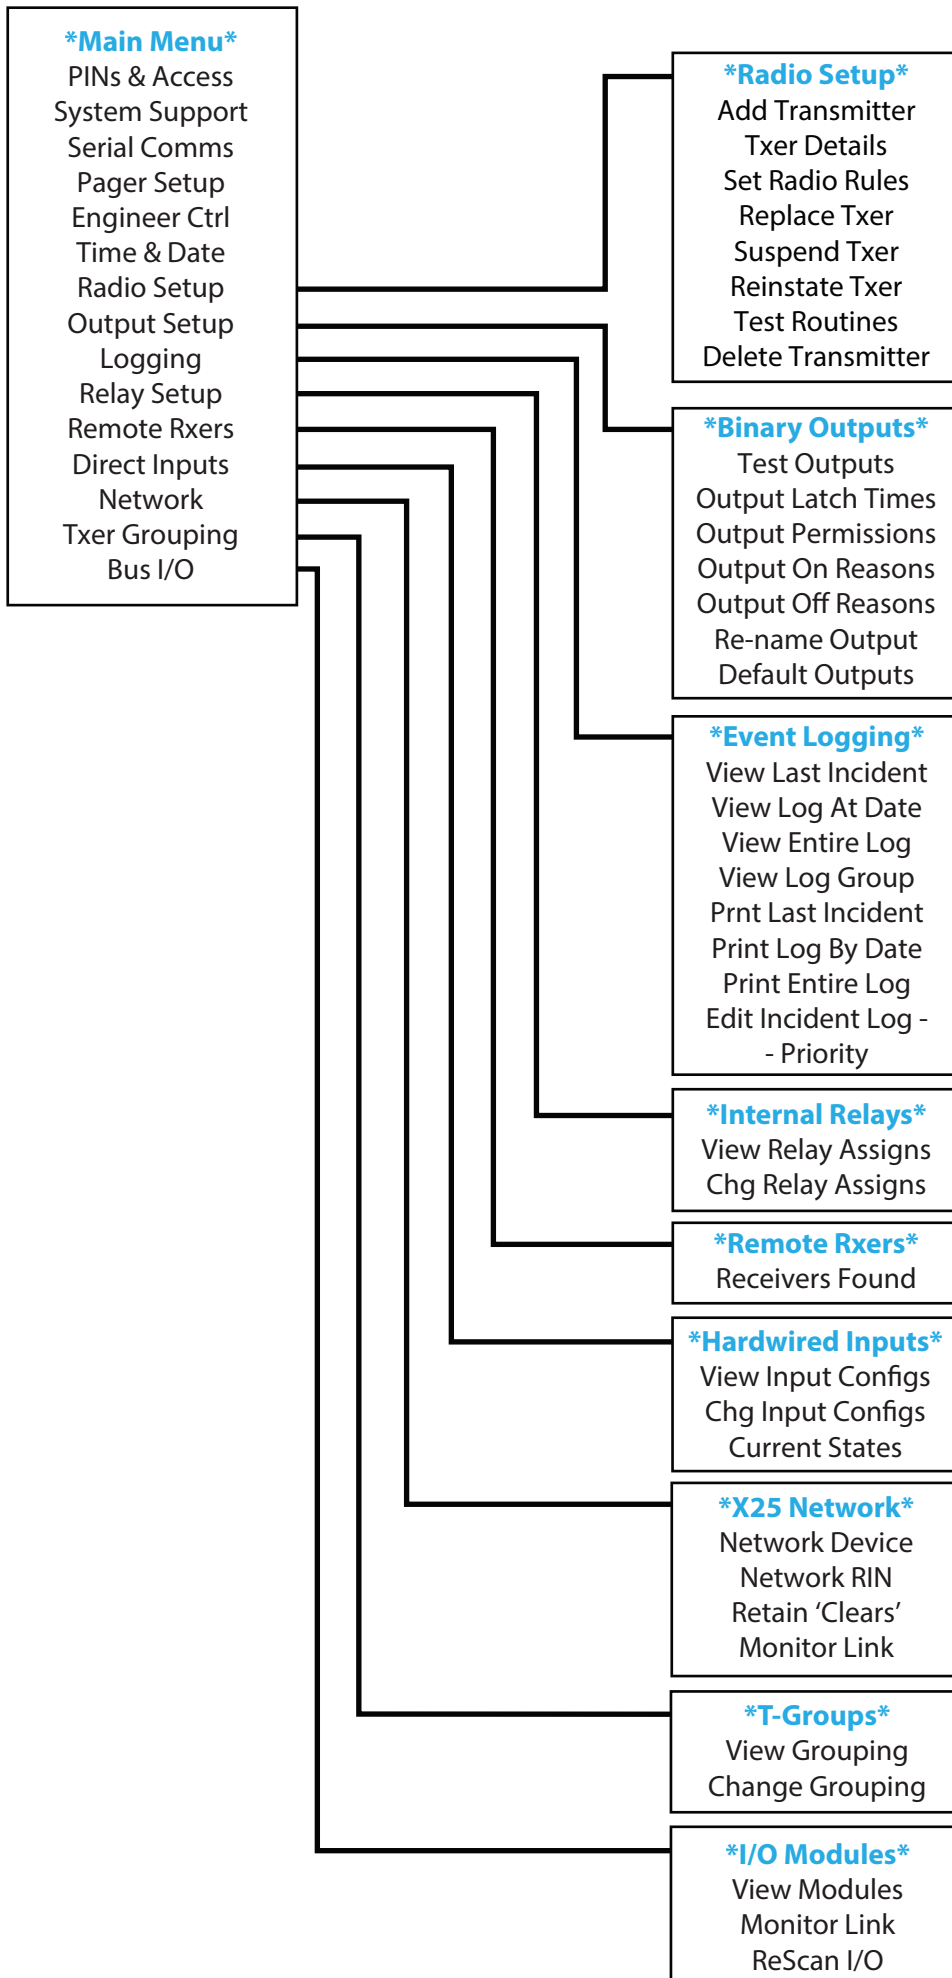 *Main Menu*
PINs & Access
System Support
Serial Comms
Pager Setup
Engineer Ctrl
Time & Date
Radio Setup
Output Setup
Logging
Relay Setup
Remote Rxers
Direct Inputs
Network
Txer Grouping
Bus I/O
*Radio Setup*
Add Transmitter
Txer Details
Set Radio Rules
Replace Txer
Suspend Txer
Reinstate Txer
Test Routines
Delete Transmitter
*Binary Outputs*
Test Outputs
Output Latch Times
Output Permissions
Output On Reasons
Output Off Reasons
Re-name Output
Default Outputs
*Event Logging*
View Last Incident
View Log At Date
View Entire Log
View Log Group
Prnt Last Incident
Print Log By Date
Print Entire Log
Edit Incident Log -
- Priority
*Internal Relays*
View Relay Assigns
Chg Relay Assigns
*Remote Rxers*
Receivers Found
*Hardwired Inputs*
View Input Configs
Chg Input Configs
Current States
*X25 Network*
Network Device
Network RIN
Retain ‘Clears’
Monitor Link
*T-Groups*
View Grouping
Change Grouping
*I/O Modules*
View Modules
Monitor Link
ReScan I/O